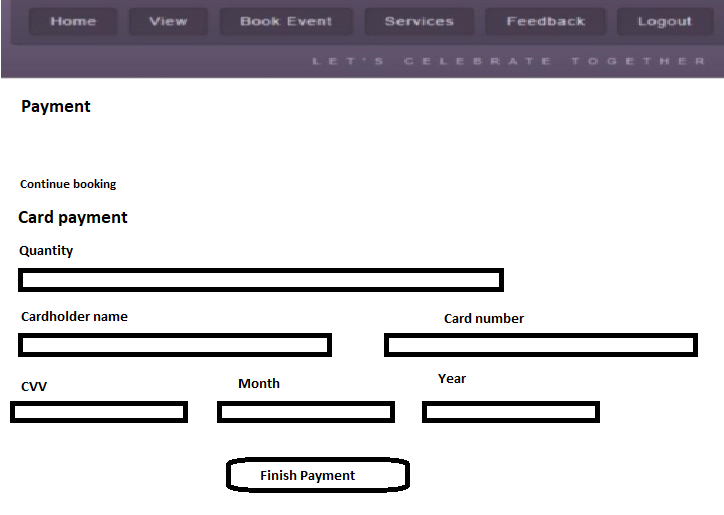 Home View Book Event Services Feedback Logout
LET'S CELEBRATE TOGETHER
Payment
Continue booking
Card payment
Quantity
Cardholder name Card number
CVV Month Year
Finish Payment